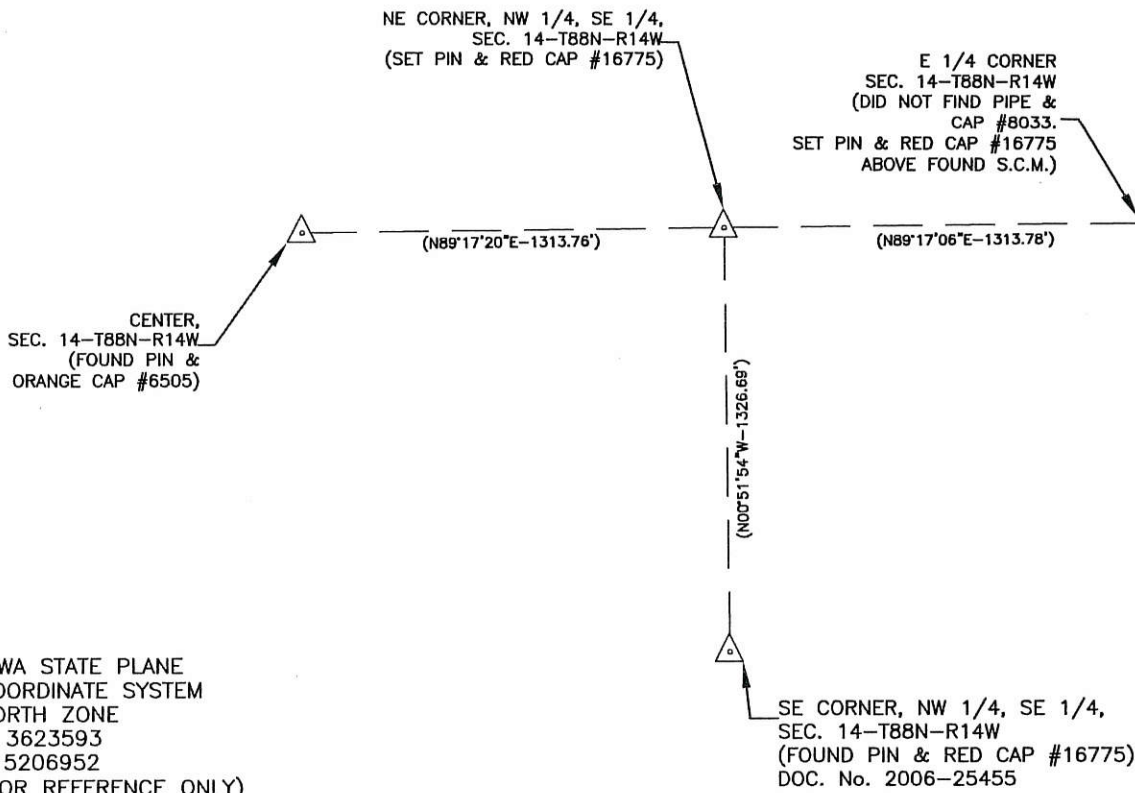 NE CORNER, NW 1/4, SE 1/4,
SEC. 14-T88N-R14W
(SET PIN & RED CAP #16775)
E 1/4 CORNER
SEC. 14-T88N-R14W
(DID NOT FIND PIPE &
CAP #8033.
SET PIN & RED CAP #16775
ABOVE FOUND S.C.M.)
(N89°17'20"E-1313.76')
(N89°17'06"E-1313.78')
CENTER,
SEC. 14-T88N-R14W
(FOUND PIN &
ORANGE CAP #6505)
(N00°51'54"W-1326.69')
WA STATE PLANE
OORDINATE SYSTEM
ORTH ZONE
3623593
5206952
OR REFERENCE ONLY)
SE CORNER, NW 1/4, SE 1/4,
SEC. 14-T88N-R14W
(FOUND PIN & RED CAP #16775)
DOC. No. 2006-25455